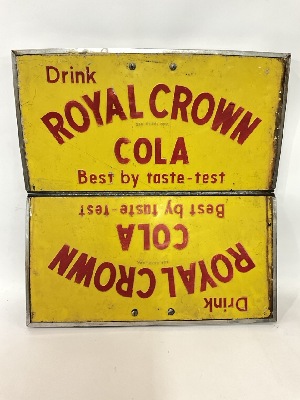 Drink
ROYAL CROWN
COLA
Best by taste-test
Best by taste-test
COLA
ROYAL CROWN
Drink